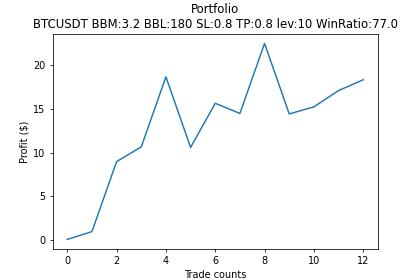 Portfolio
BTCUSDT BBM:3.2 BBL:180 SL:0.8 TP:0.8 lev:10 WinRatio:77.0
20
15
10
5
0
Profit ($)
0 2 4 6 8 10 12
Trade counts